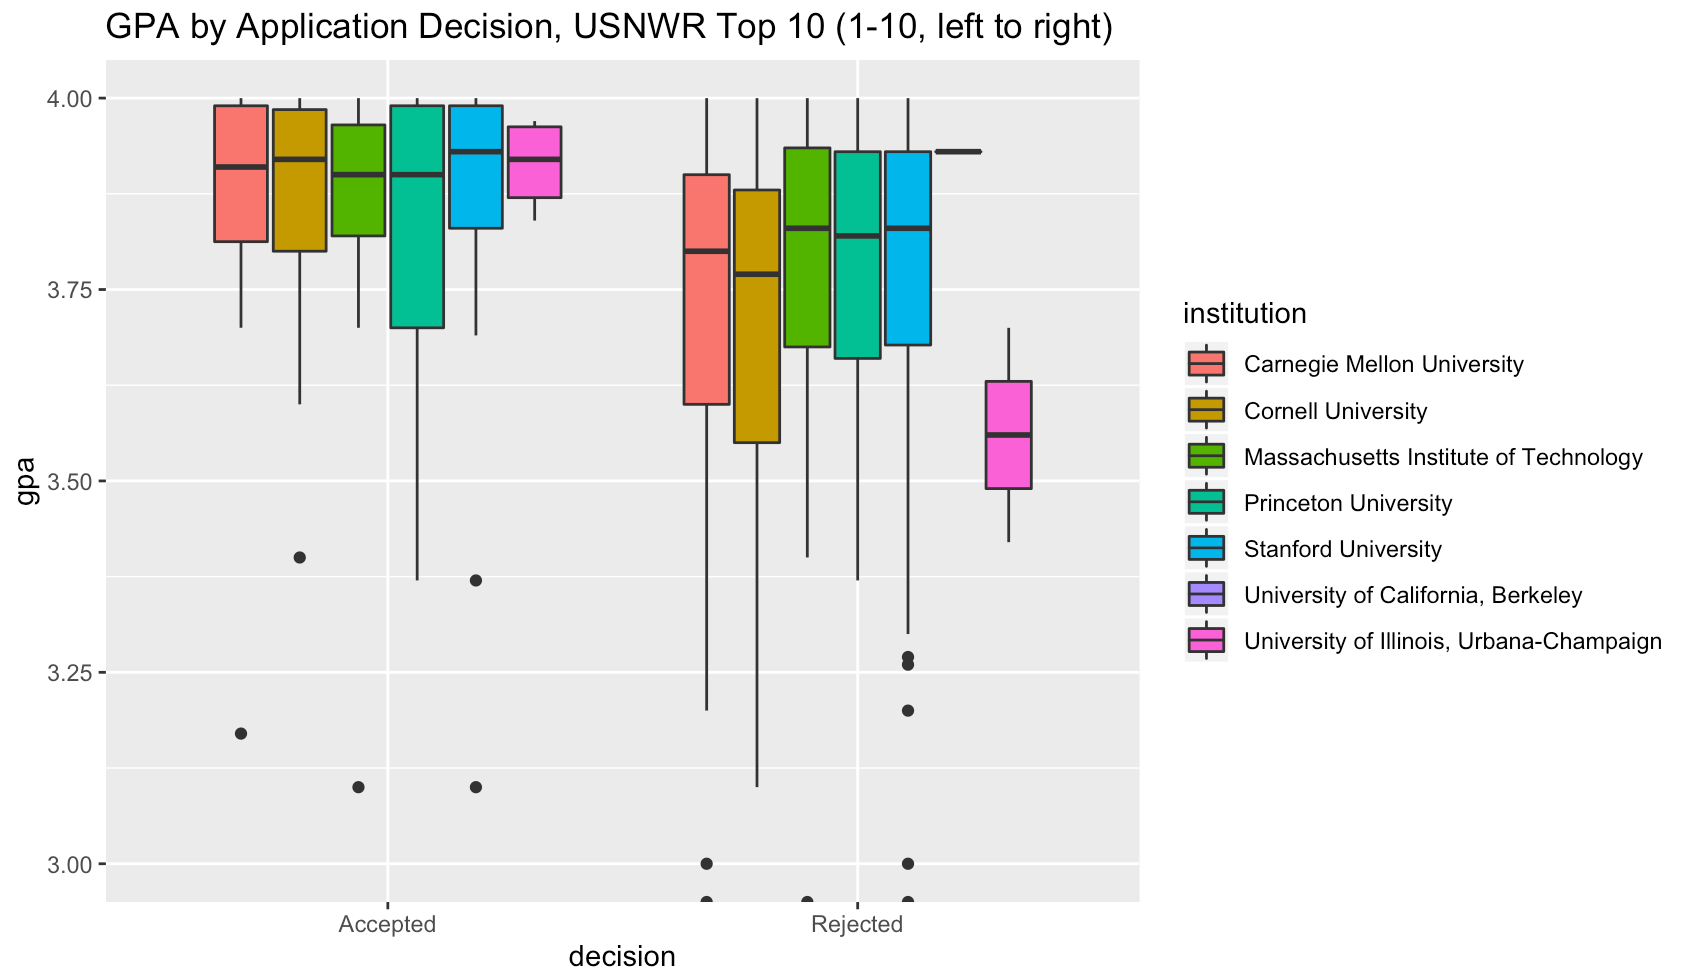 GPA by Application Decision, USNWR Top 10 (1-10, left to right)
4.00
3.75
3.50
3.25
3.00
gpa
Accepted
Rejected
decision
institution
Carnegie Mellon University
Cornell University
Massachusetts Institute of Technology
Princeton University
Stanford University
University of California, Berkeley
University of Illinois, Urbana-Champaign